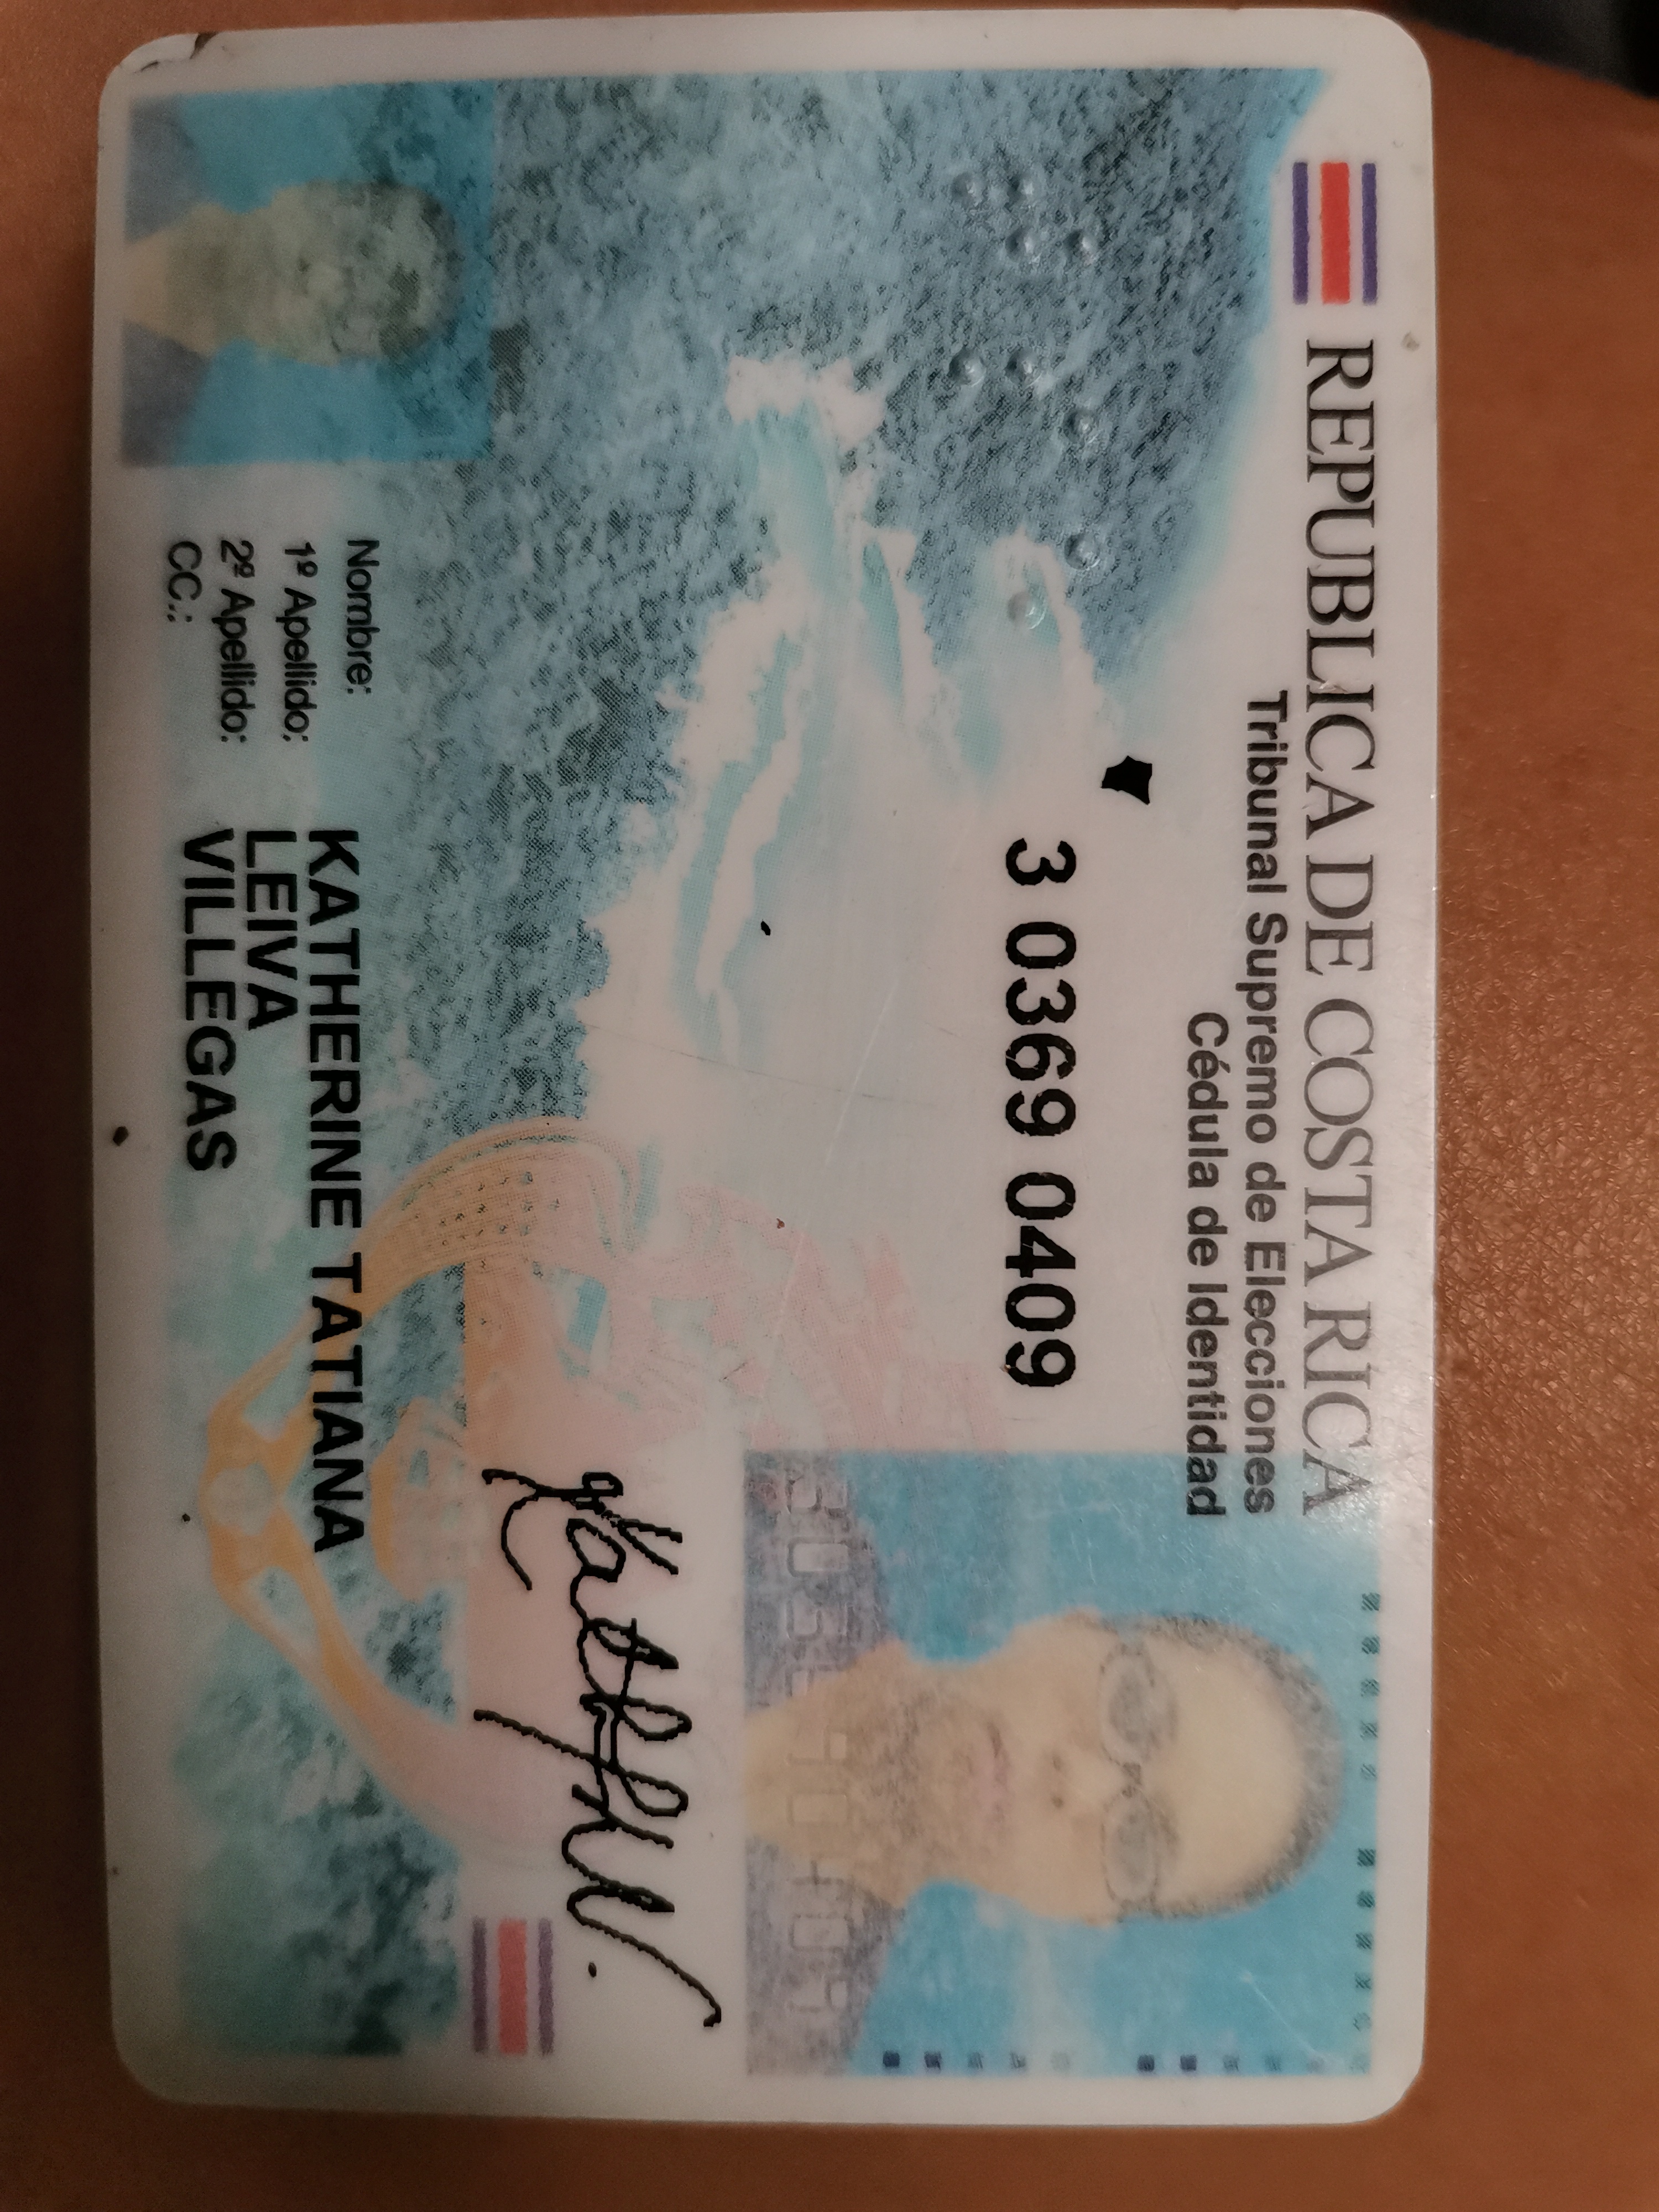 REPUBLICA DE COSTA RICA
Tribunal Supremo de Elecciones
Cédula de Identidad
3 0369 0409
Nombre: KATHERINE TATIANA
1º Apellido: LEIVA
2º Apellido: VILLEGAS
CC.: